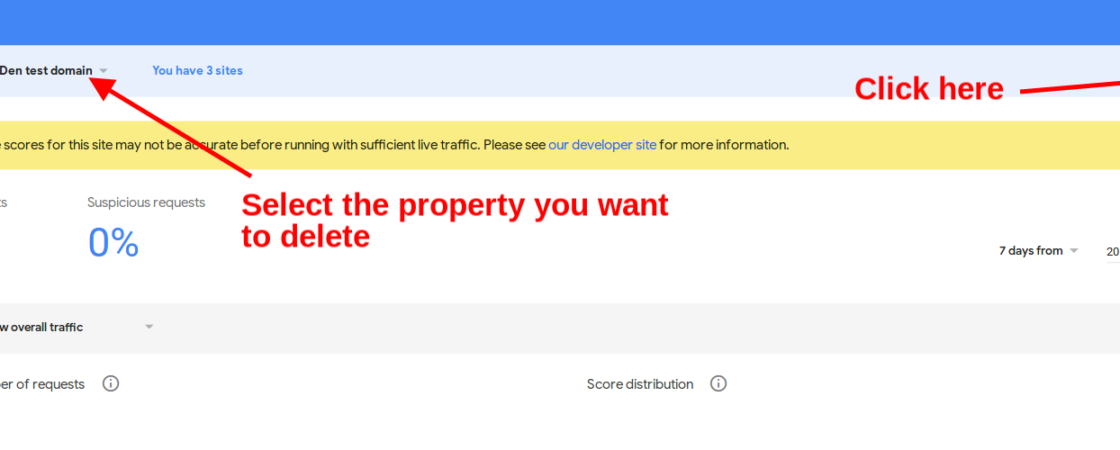 Den test domain
You have 3 sites
Click here
scores for this site may not be accurate before running with sufficient live traffic. Please see our developer site for more information.
Suspicious requests
Select the property you want
to delete
0%
7 days from
20
w overall traffic
er of requests
Score distribution